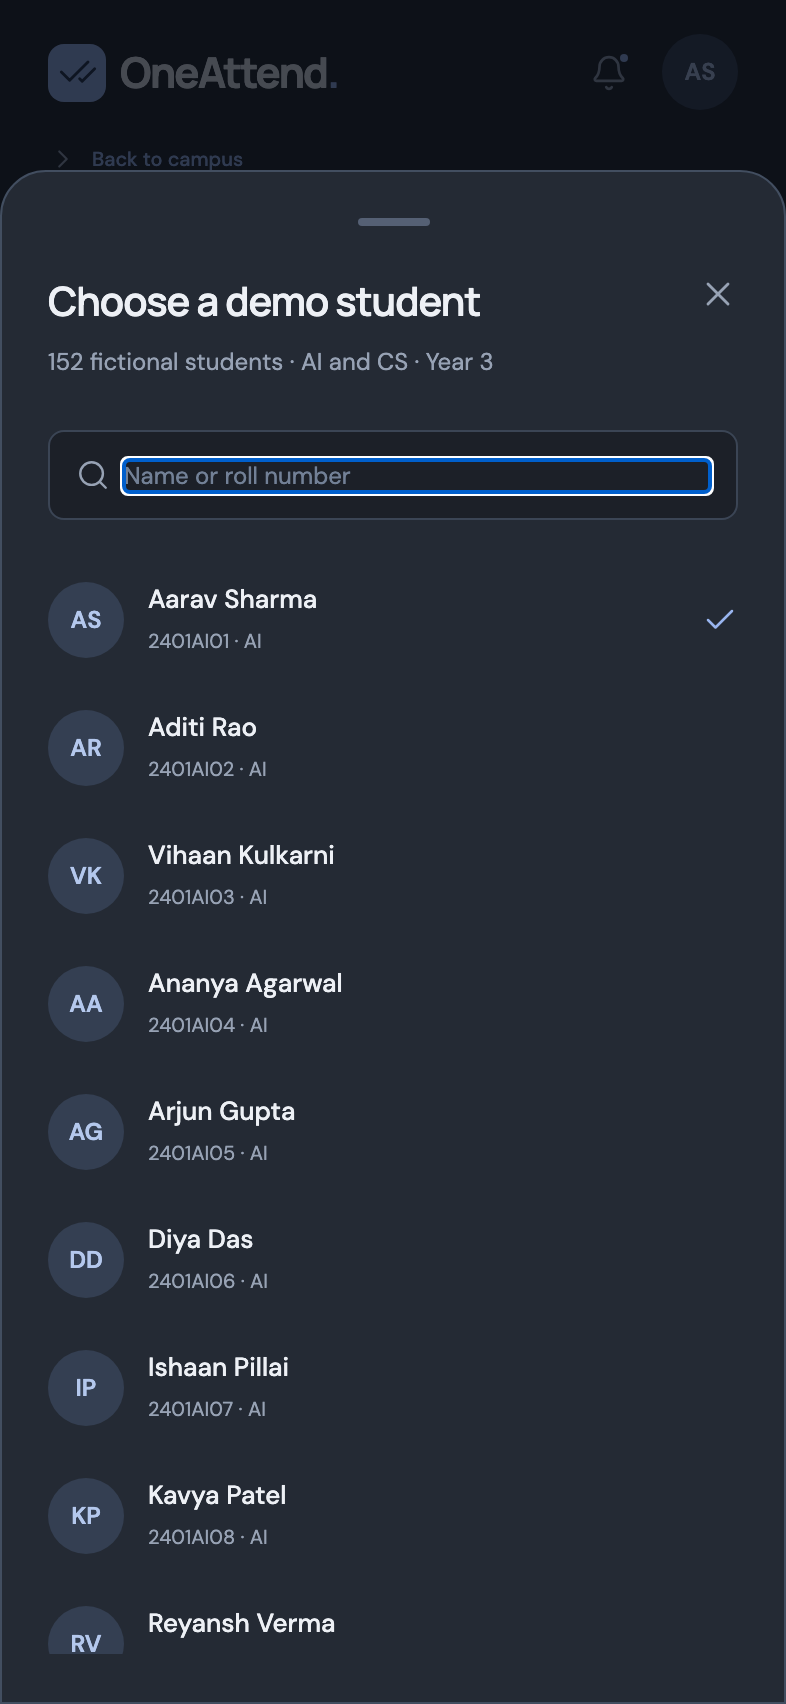 OneAttend.
AS
Back to campus
Choose a demo student
152 fictional students · AI and CS · Year 3
Name or roll number
AS
Aarav Sharma
2401AI01 · AI
AR
Aditi Rao
2401AI02 · AI
VK
Vihaan Kulkarni
2401AI03 · AI
AA
Ananya Agarwal
2401AI04 · AI
AG
Arjun Gupta
2401AI05 · AI
DD
Diya Das
2401AI06 · AI
IP
Ishaan Pillai
2401AI07 · AI
KP
Kavya Patel
2401AI08 · AI
RV
Reyansh Verma